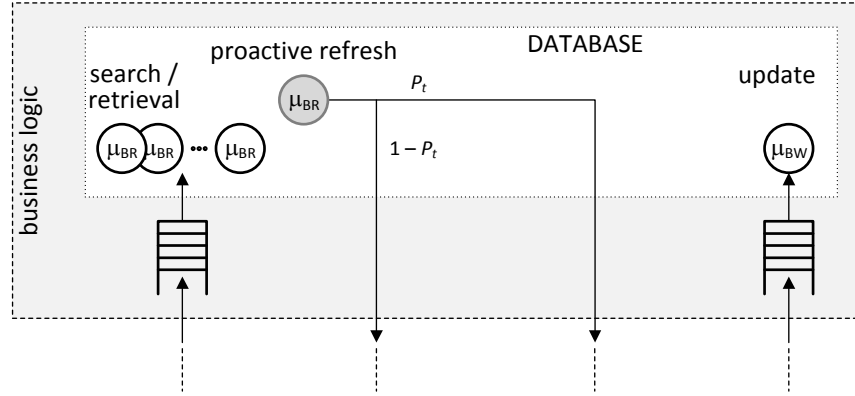 business logic
DATABASE
proactive refresh
search /
retrieval
update
μBR
Pt
μBR
μBR
•••
μBR
1 – Pt
μBW